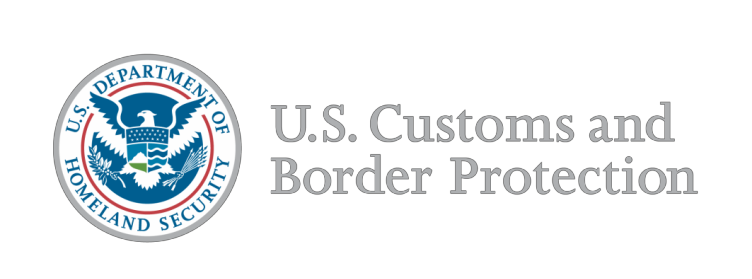 U.S. DEPARTMENT OF
HOMELAND SECURITY
U.S. Customs and
Border Protection